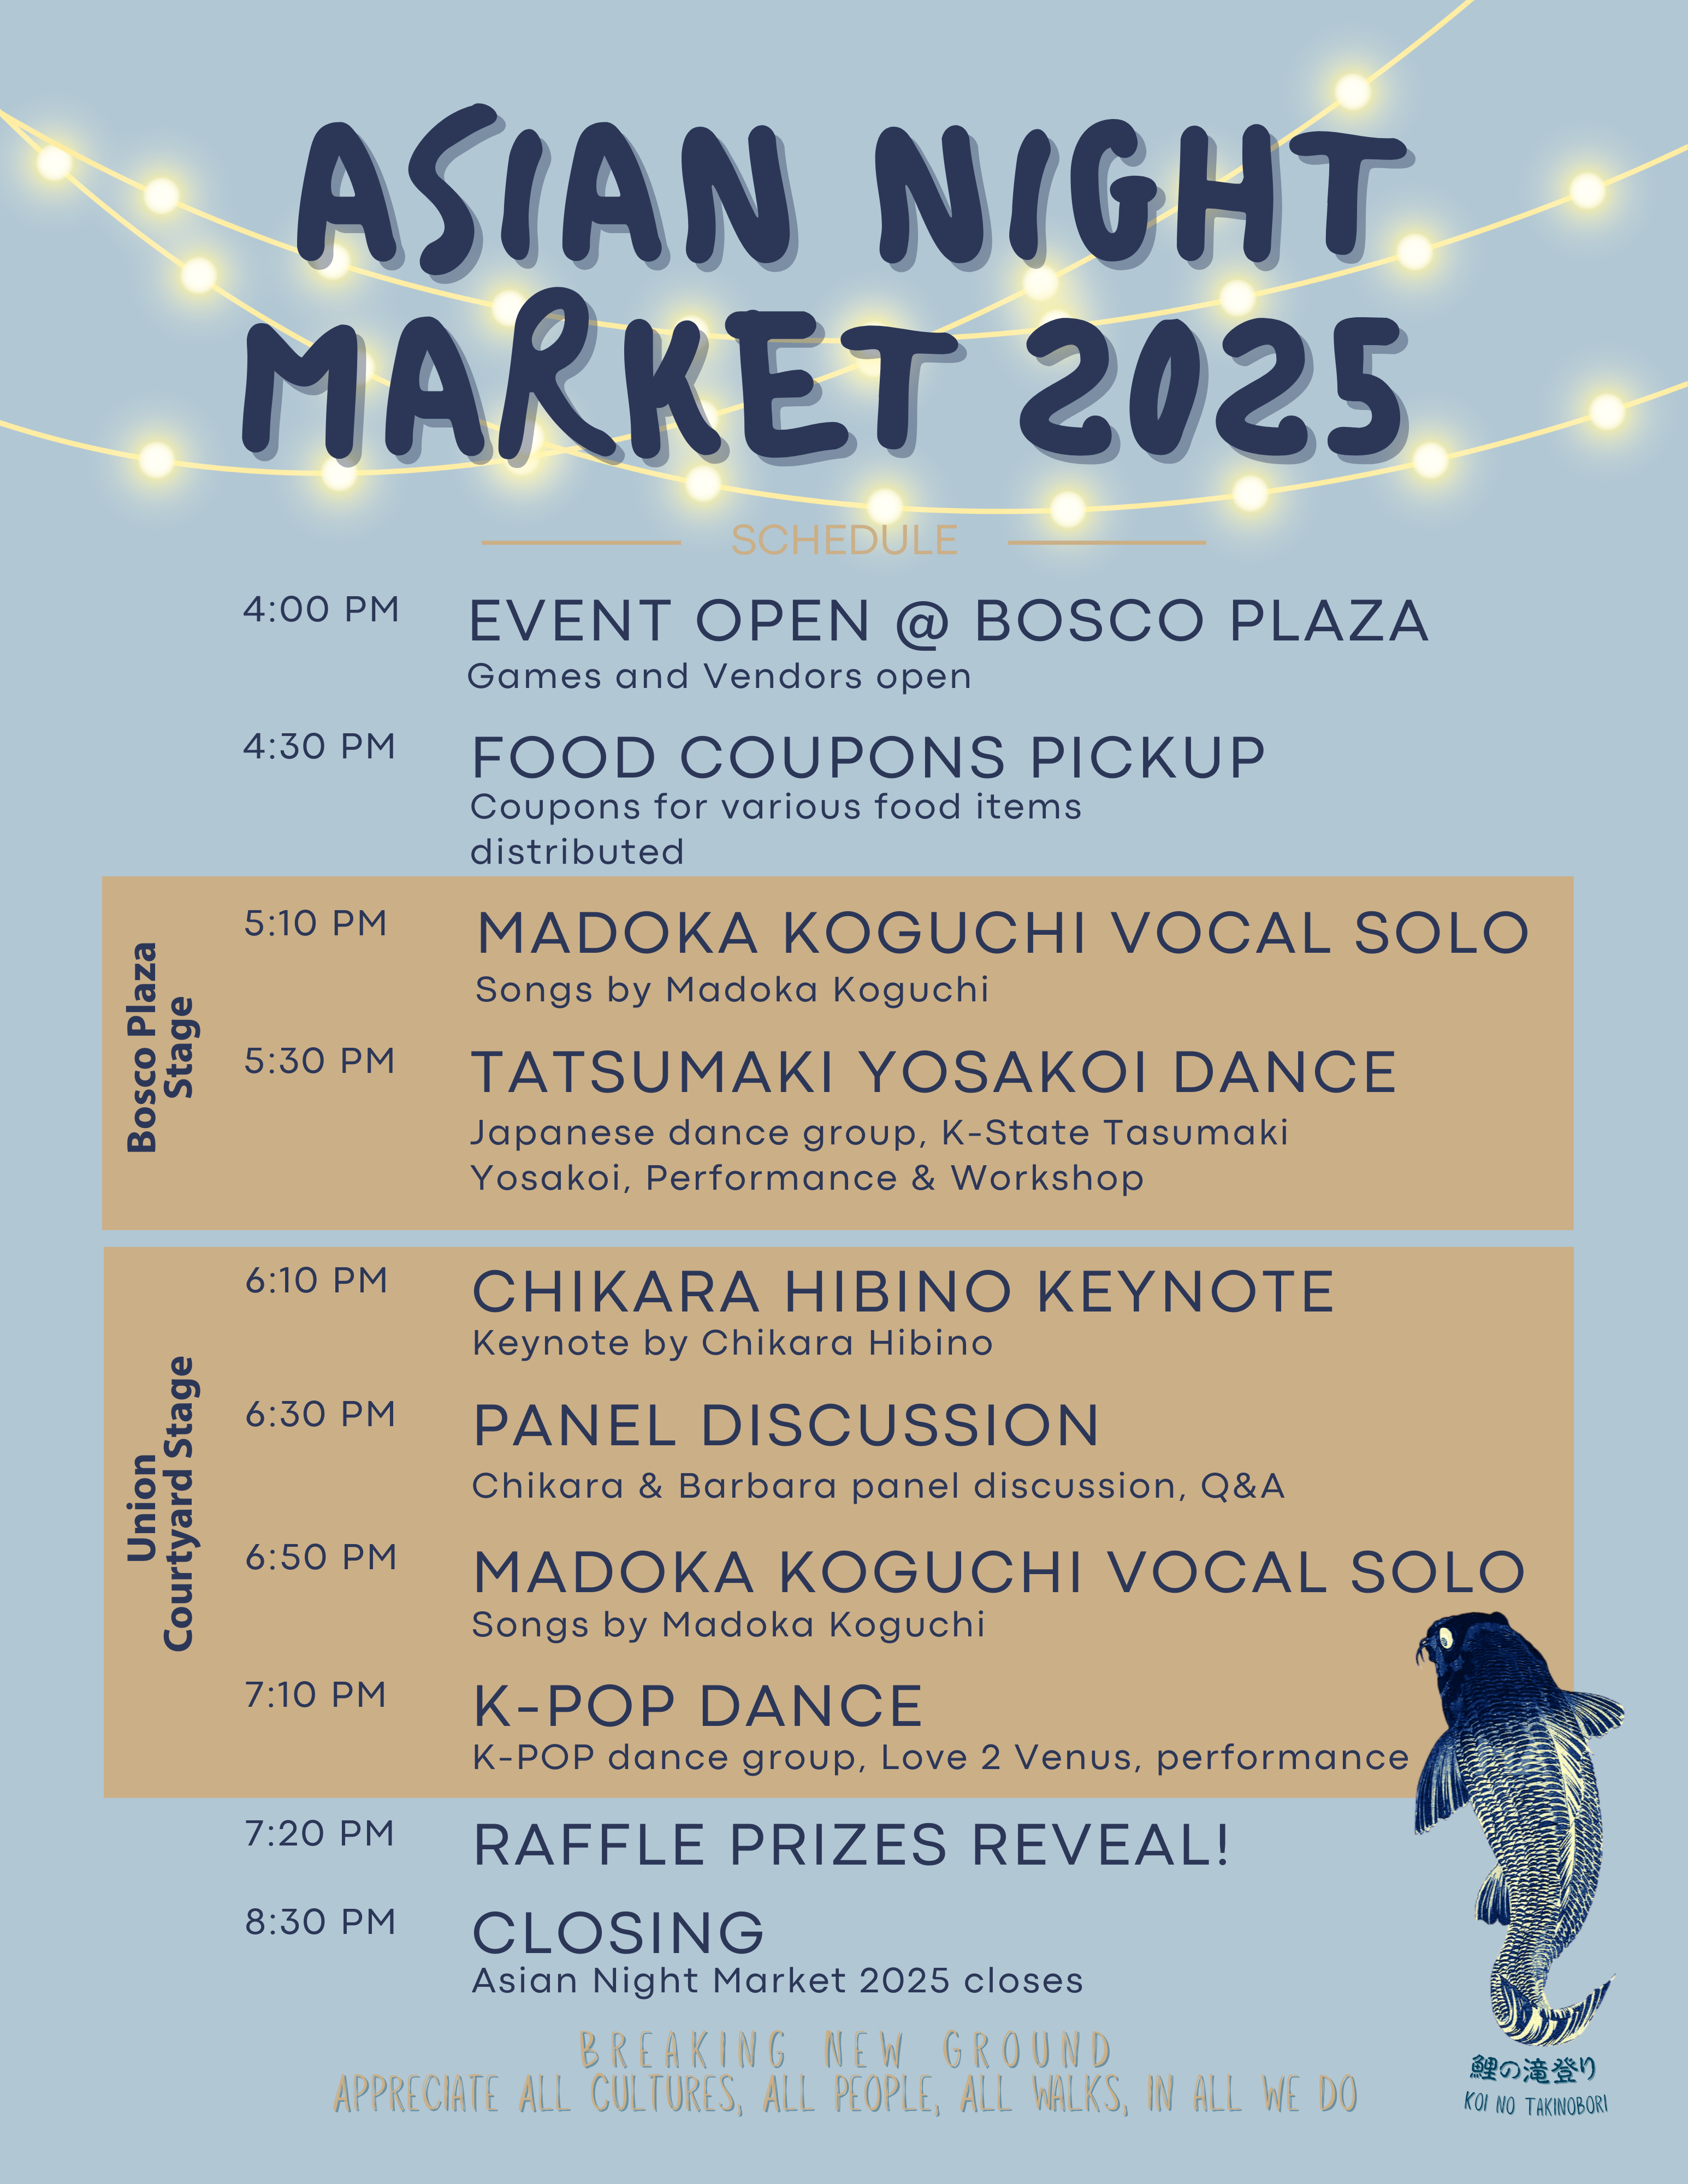 ASIAN NIGHT
MARKET 2025
SCHEDULE
4:00 PM EVENT OPEN @ BOSCO PLAZA
Games and Vendors open
4:30 PM FOOD COUPONS PICKUP
Coupons for various food items
distributed
Bosco Plaza
Stage
5:10 PM MADOKA KOGUCHI VOCAL SOLO
Songs by Madoka Koguchi
5:30 PM TATSUMAKI YOSAKOI DANCE
Japanese dance group, K-State Tasumaki
Yosakoi, Performance & Workshop
Union
Courtyard Stage
6:10 PM CHIKARA HIBINO KEYNOTE
Keynote by Chikara Hibino
6:30 PM PANEL DISCUSSION
Chikara & Barbara panel discussion, Q&A
6:50 PM MADOKA KOGUCHI VOCAL SOLO
Songs by Madoka Koguchi
7:10 PM K-POP DANCE
K-POP dance group, Love 2 Venus, performance
7:20 PM RAFFLE PRIZES REVEAL!
8:30 PM CLOSING
Asian Night Market 2025 closes
BREAKING NEW GROUND
APPRECIATE ALL CULTURES, ALL PEOPLE, ALL WALKS, IN ALL WE DO
鯉の滝登り
KOI NO TAKINOBORI